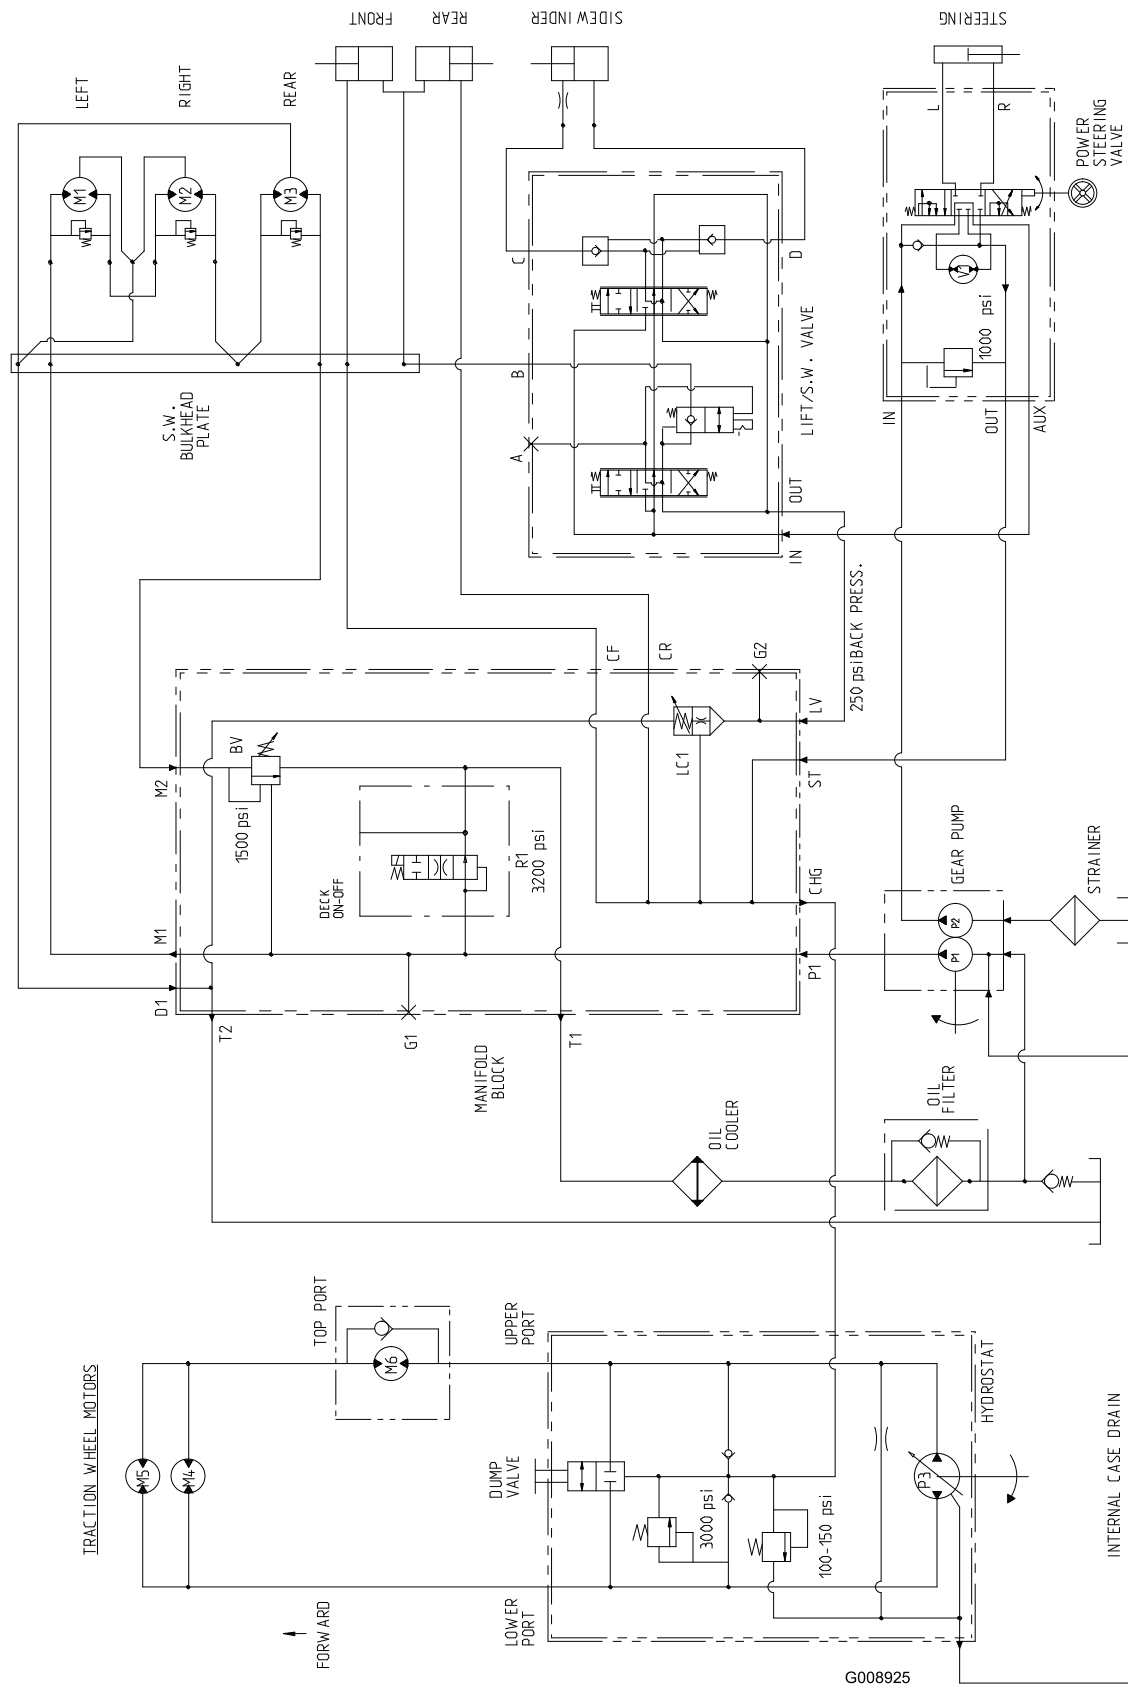 FRONT
REAR
SIDEWINDER
STEERING
LEFT
RIGHT
REAR
M1
M2
M3
L
R
POWER
STEERING
VALVE
V1
1000 psi
IN
OUT
AUX
S.W.
BULKHEAD
PLATE
C
D
B
A
LIFT/S.W. VALVE
OUT
IN
250 psi BACK PRESS.
CF
CR
G2
LV
LC1
ST
M2
BV
1500 psi
DECK
ON-OFF
R1
3200 psi
CHG
M1
P1
D1
T2
G1
T1
MANIFOLD
BLOCK
GEAR PUMP
P2
P1
STRAINER
OIL
COOLER
OIL
FILTER
TRACTION WHEEL MOTORS
M5
M4
TOP PORT
M6
UPPER
PORT
DUMP
VALVE
3000 psi
100-150 psi
P3
HYDROSTAT
LOWER
PORT
FORWARD
INTERNAL CASE DRAIN
G008925